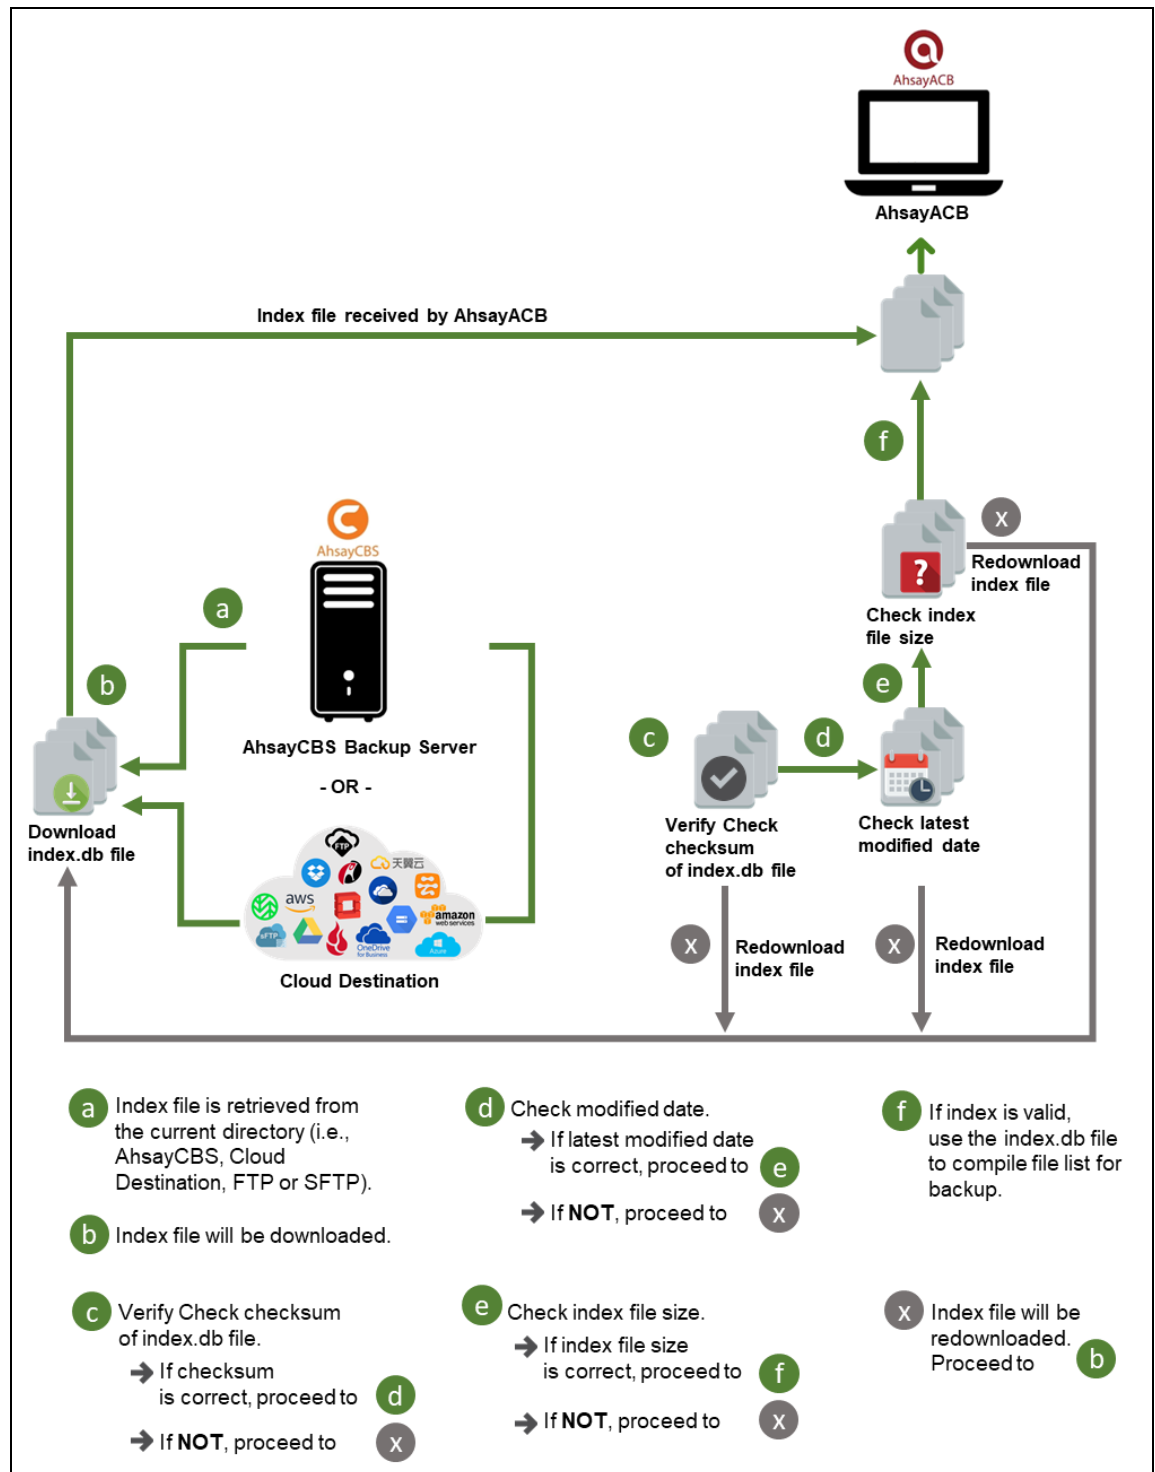 AhsayACB
AhsayACB
Index file received by AhsayACB
f
x
Redownload
index file
?
Check index
file size
AhsayCBS
a
b
e
c
d
AhsayCBS Backup Server
- OR -
Download
index.db file
Verify Check
checksum
of index.db file
Check latest
modified date
FTP
天翼云
aws
amazon
web services
sFTP
OneDrive
for Business
Azure
Cloud Destination
x
Redownload
index file
x
Redownload
index file
a
Index file is retrieved from
the current directory (i.e.,
AhsayCBS, Cloud
Destination, FTP or SFTP).
b
Index file will be downloaded.
c
Verify Check checksum
of index.db file.
If checksum
is correct, proceed to d
If NOT, proceed to x
d
Check modified date.
If latest modified date
is correct, proceed to e
If NOT, proceed to x
e
Check index file size.
If index file size
is correct, proceed to f
If NOT, proceed to x
f
If index is valid,
use the index.db file
to compile file list for
backup.
x
Index file will be
redownloaded.
Proceed to b